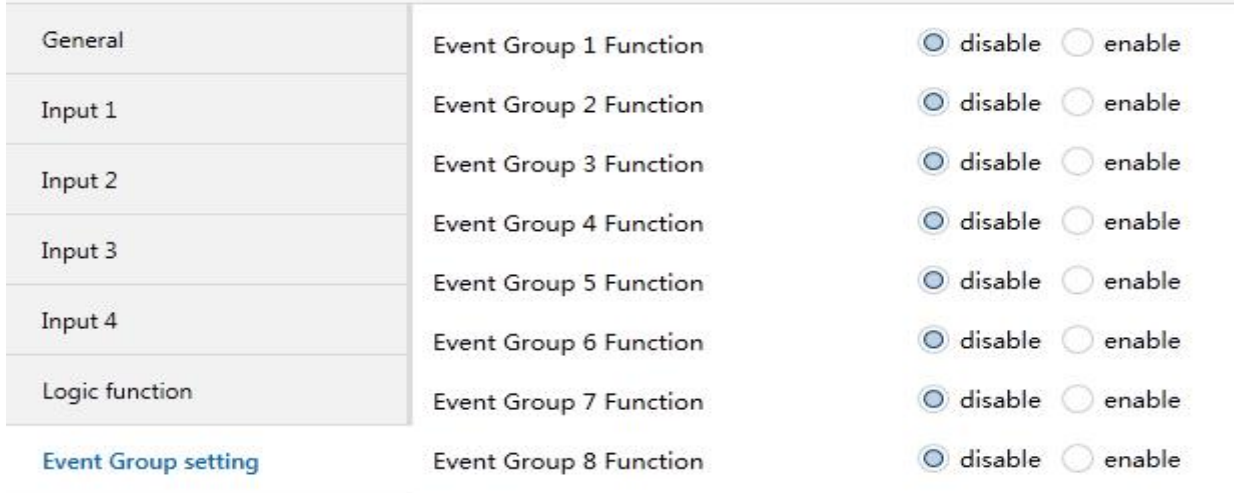 General
Input 1
Input 2
Input 3
Input 4
Logic function
Event Group setting
Event Group 1 Function disable enable
Event Group 2 Function disable enable
Event Group 3 Function disable enable
Event Group 4 Function disable enable
Event Group 5 Function disable enable
Event Group 6 Function disable enable
Event Group 7 Function disable enable
Event Group 8 Function disable enable